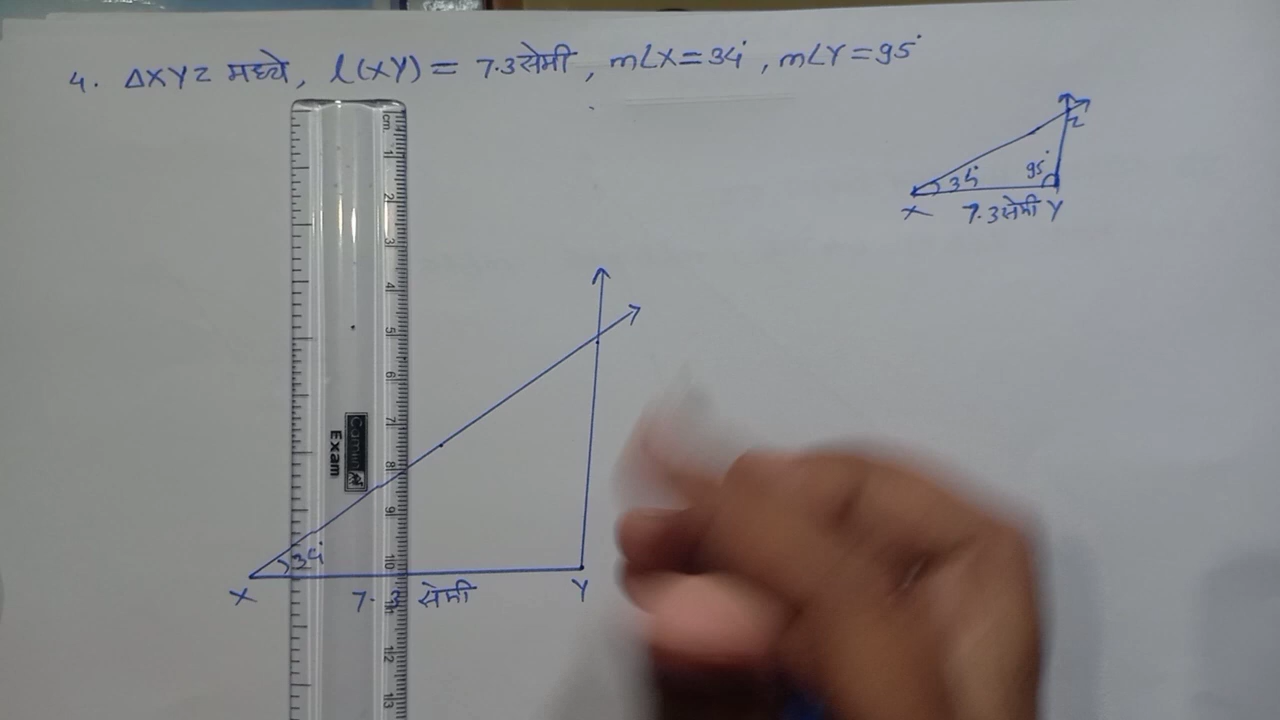 4. ΔXYZ मध्ये, l(XY) = 7.3सेमी, m∠X=34°, m∠Y=95°
Z
34° 95°
X 7.3सेमी Y
cm 1 2 3 4 5 6 7 8 9 10 11 12 13
Camlin
Exam
34°
X 7.3 सेमी Y